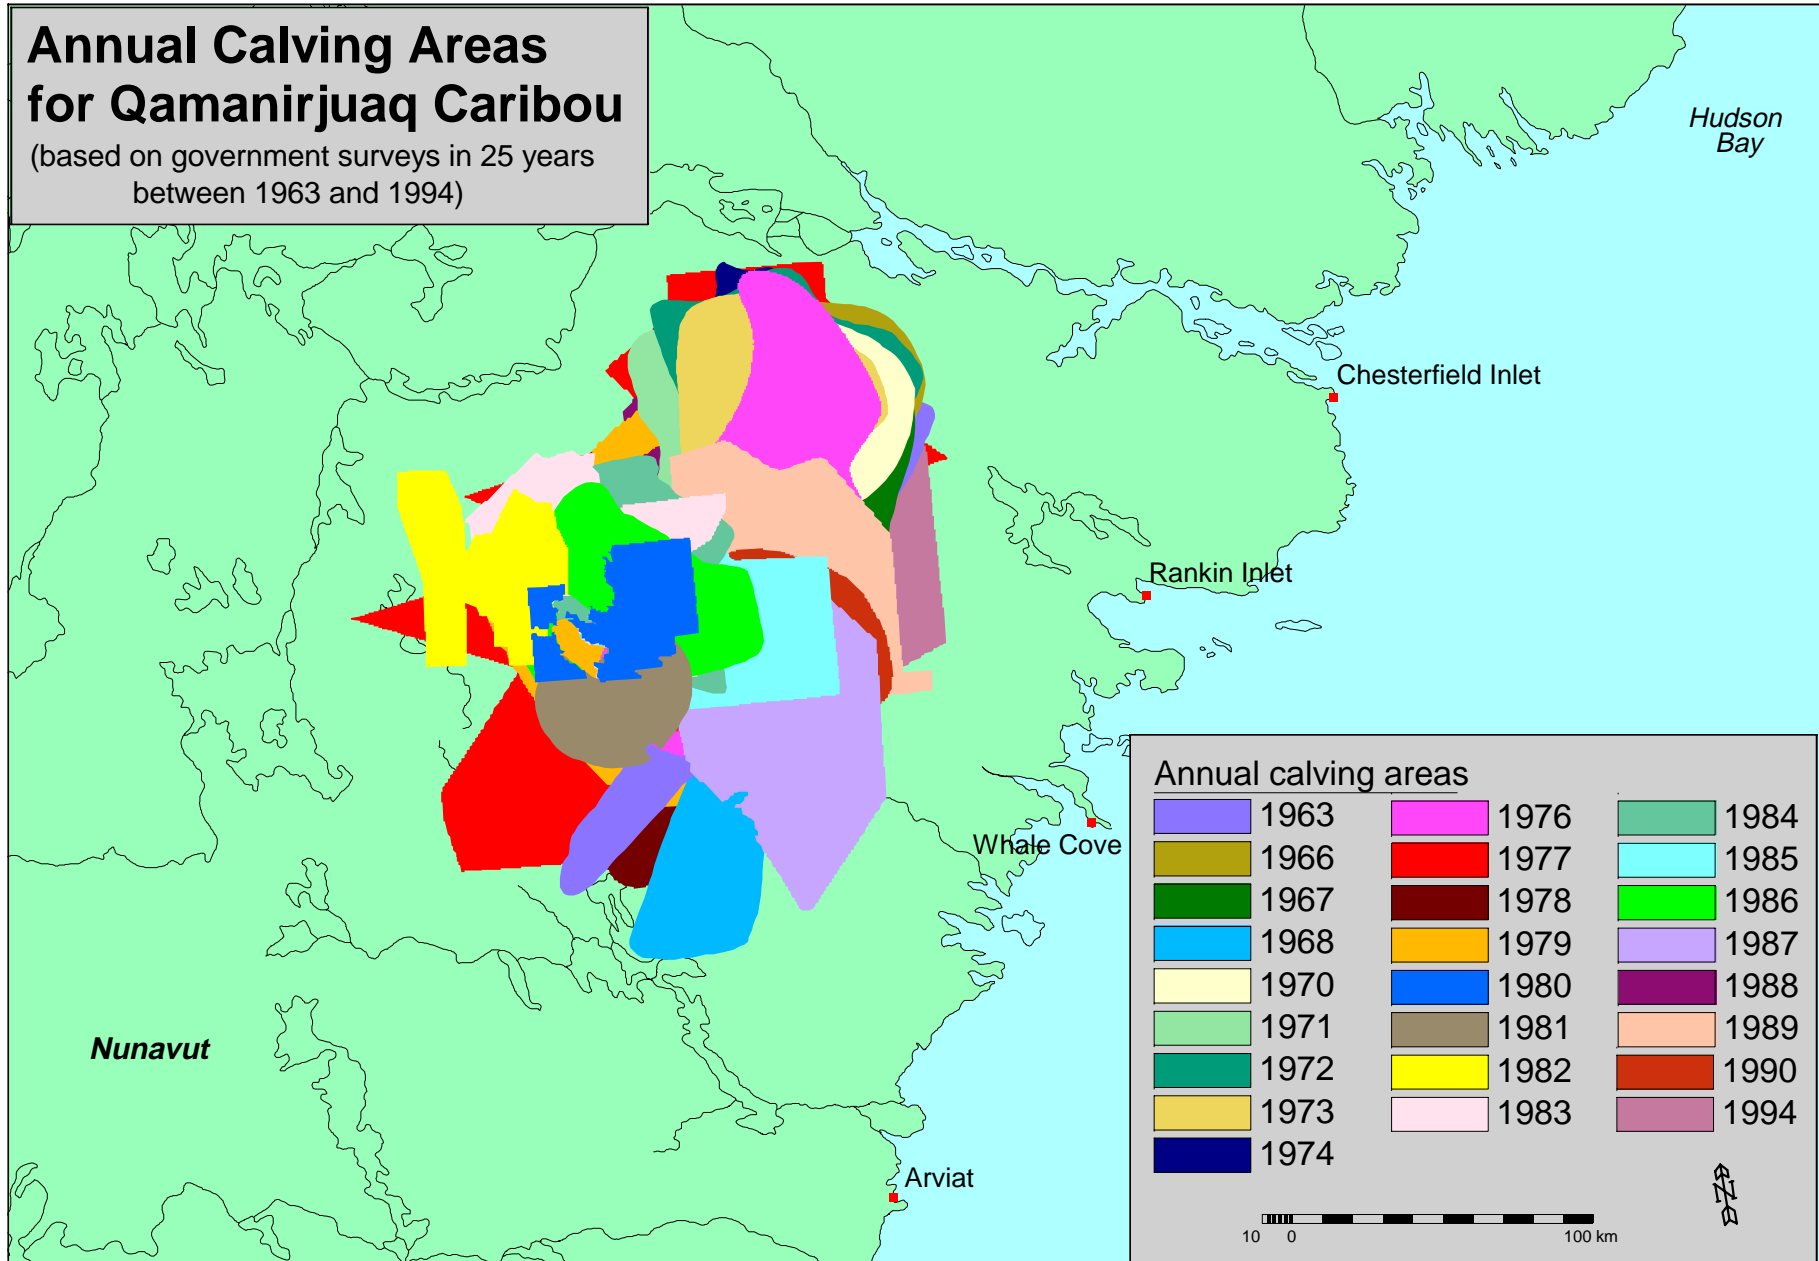 Annual Calving Areas
for Qamanirjuaq Caribou
(based on government surveys in 25 years
between 1963 and 1994)
Hudson
Bay
Chesterfield Inlet
Rankin Inlet
Whale Cove
Nunavut
Arviat
Annual calving areas
1963
1966
1967
1968
1970
1971
1972
1973
1974
1976
1977
1978
1979
1980
1981
1982
1983
1984
1985
1986
1987
1988
1989
1990
1994
N
10 0 100 km